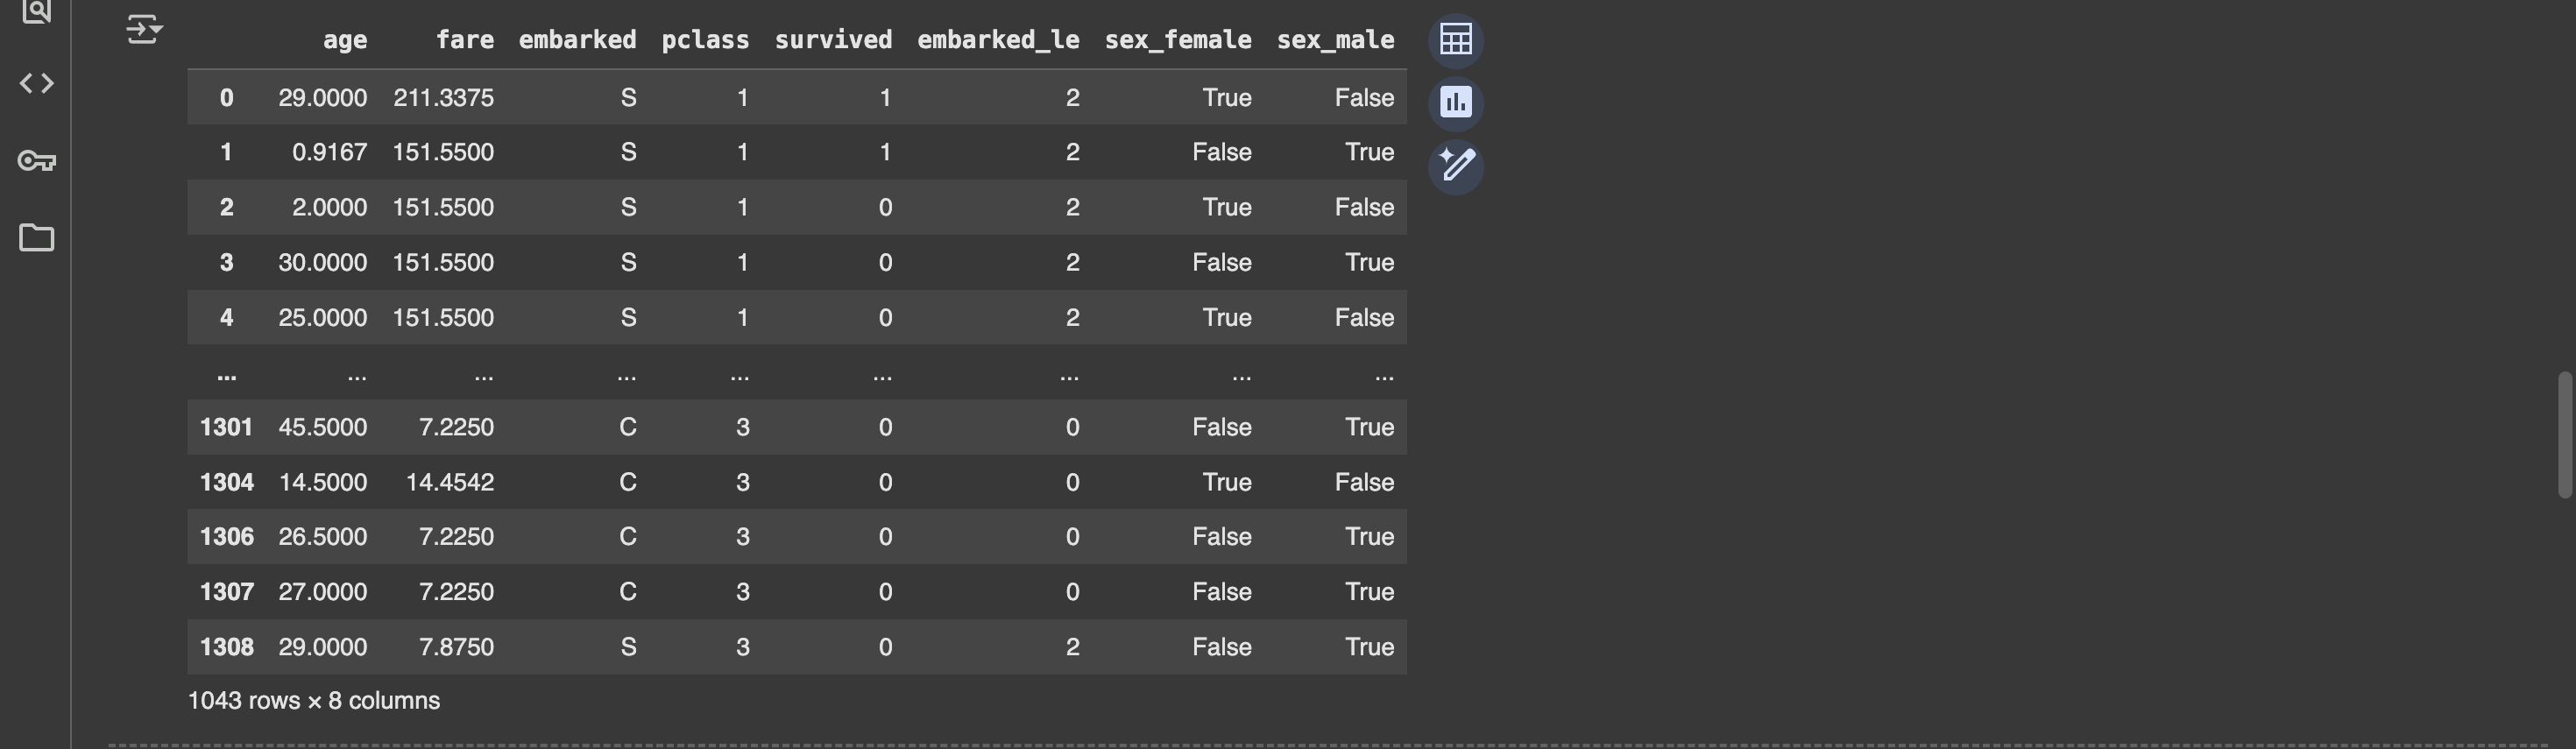 age fare embarked pclass survived embarked_le sex_female sex_male
0 29.0000 211.3375 S 1 1 2 True False
1 0.9167 151.5500 S 1 1 2 False True
2 2.0000 151.5500 S 1 0 2 True False
3 30.0000 151.5500 S 1 0 2 False True
4 25.0000 151.5500 S 1 0 2 True False
... ... ... ... ... ... ... ... ...
1301 45.5000 7.2250 C 3 0 0 False True
1304 14.5000 14.4542 C 3 0 0 True False
1306 26.5000 7.2250 C 3 0 0 False True
1307 27.0000 7.2250 C 3 0 0 False True
1308 29.0000 7.8750 S 3 0 2 False True
1043 rows × 8 columns